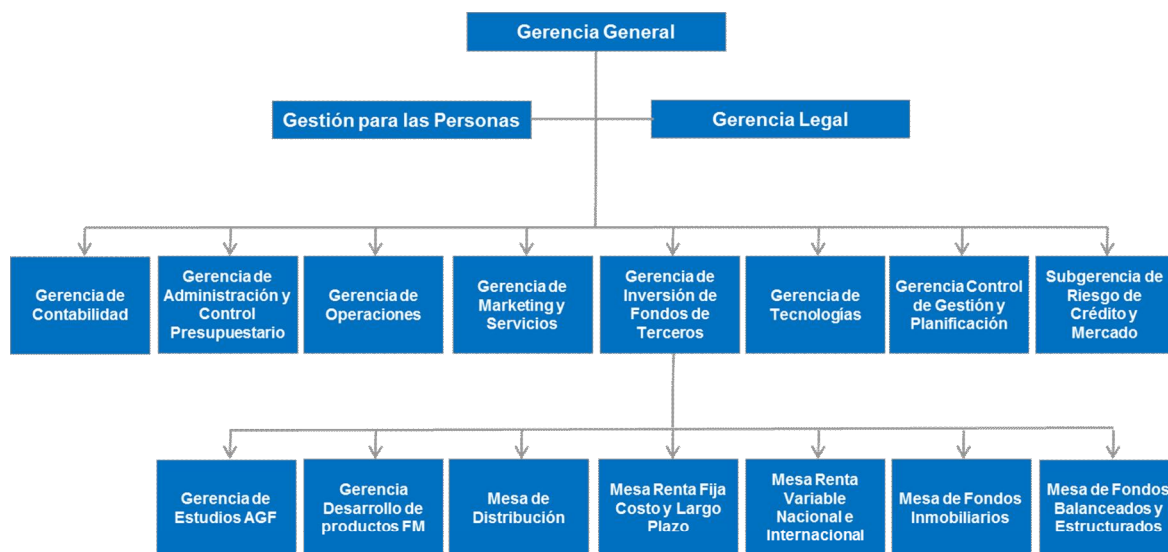 Gerencia General
Gestión para las Personas
Gerencia Legal
Gerencia de
Contabilidad
Gerencia de
Administración y
Control
Presupuestario
Gerencia de
Operaciones
Gerencia de
Marketing y
Servicios
Gerencia de
Inversión de
Fondos de
Terceros
Gerencia de
Tecnologías
Gerencia Control
de Gestión y
Planificación
Subgerencia de
Riesgo de
Crédito y
Mercado
Gerencia de
Estudios AGF
Gerencia
Desarrollo de
productos FM
Mesa de
Distribución
Mesa Renta Fija
Costo y Largo
Plazo
Mesa Renta
Variable
Nacional e
Internacional
Mesa de Fondos
Inmobiliarios
Mesa de Fondos
Balanceados y
Estructurados